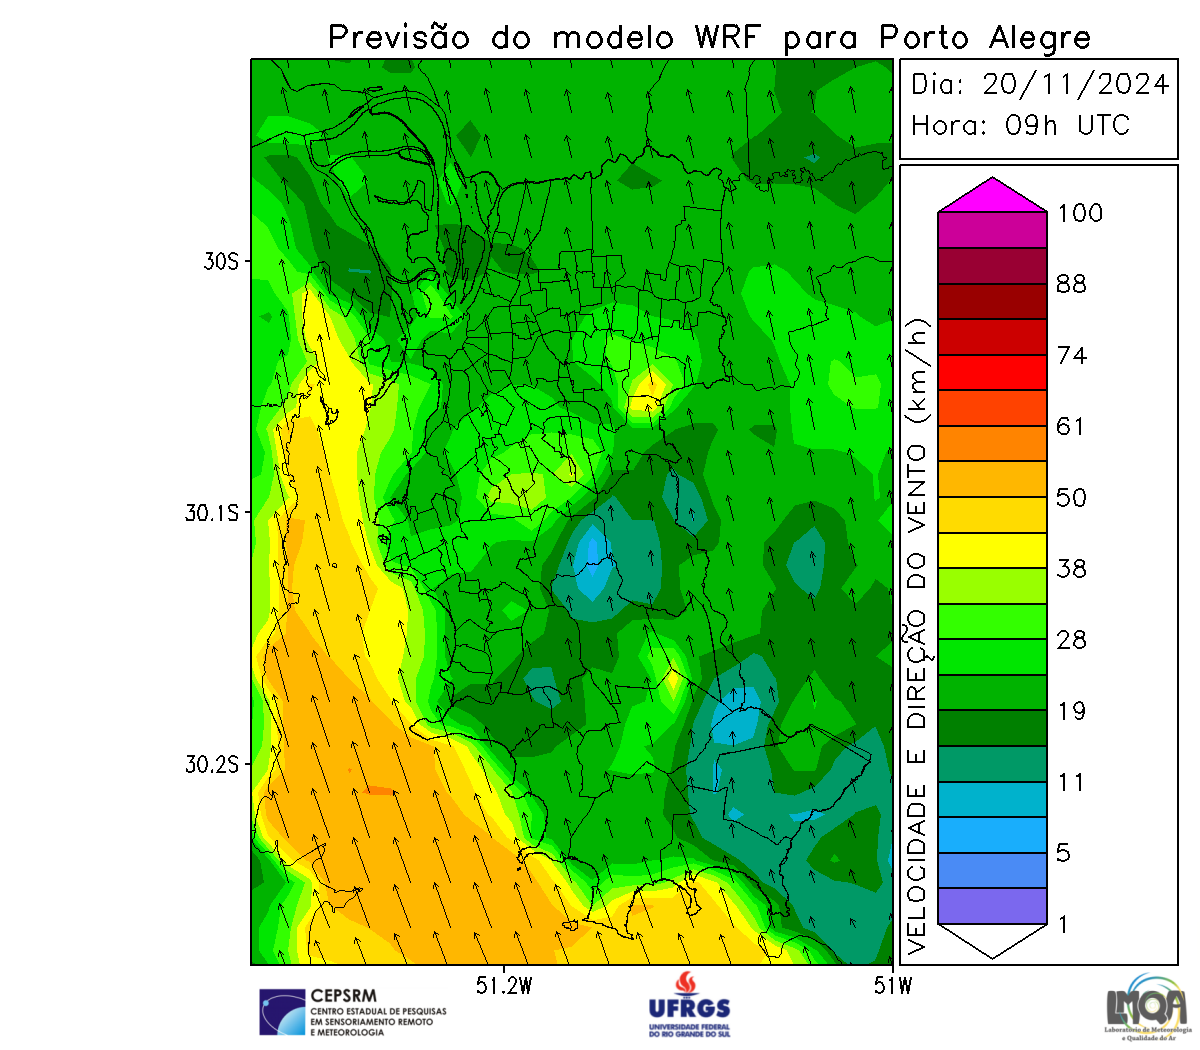 Previsão do modelo WRF para Porto Alegre
Dia: 20/11/2024
Hora: 09h UTC
30S
30.1S
30.2S
51.2W
51W
VELOCIDADE E DIREÇÃO DO VENTO (km/h)
100
88
74
61
50
38
28
19
11
5
1
CEPSRM
CENTRO ESTADUAL DE PESQUISAS
EM SENSORIAMENTO REMOTO
E METEOROLOGIA
UFRGS
UNIVERSIDADE FEDERAL
DO RIO GRANDE DO SUL
LMQA
Laboratório de Meteorologia
e Qualidade do Ar